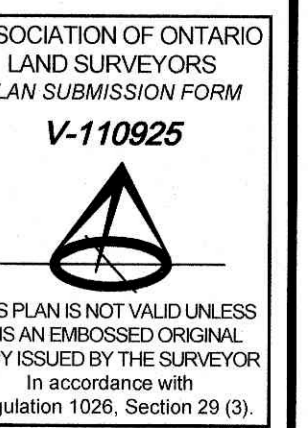 SOCIATION OF ONTARIO
LAND SURVEYORS
LAN SUBMISSION FORM
V-110925
S PLAN IS NOT VALID UNLESS
IS AN EMBOSSED ORIGINAL
Y ISSUED BY THE SURVEYOR
In accordance with
gulation 1026, Section 29 (3).